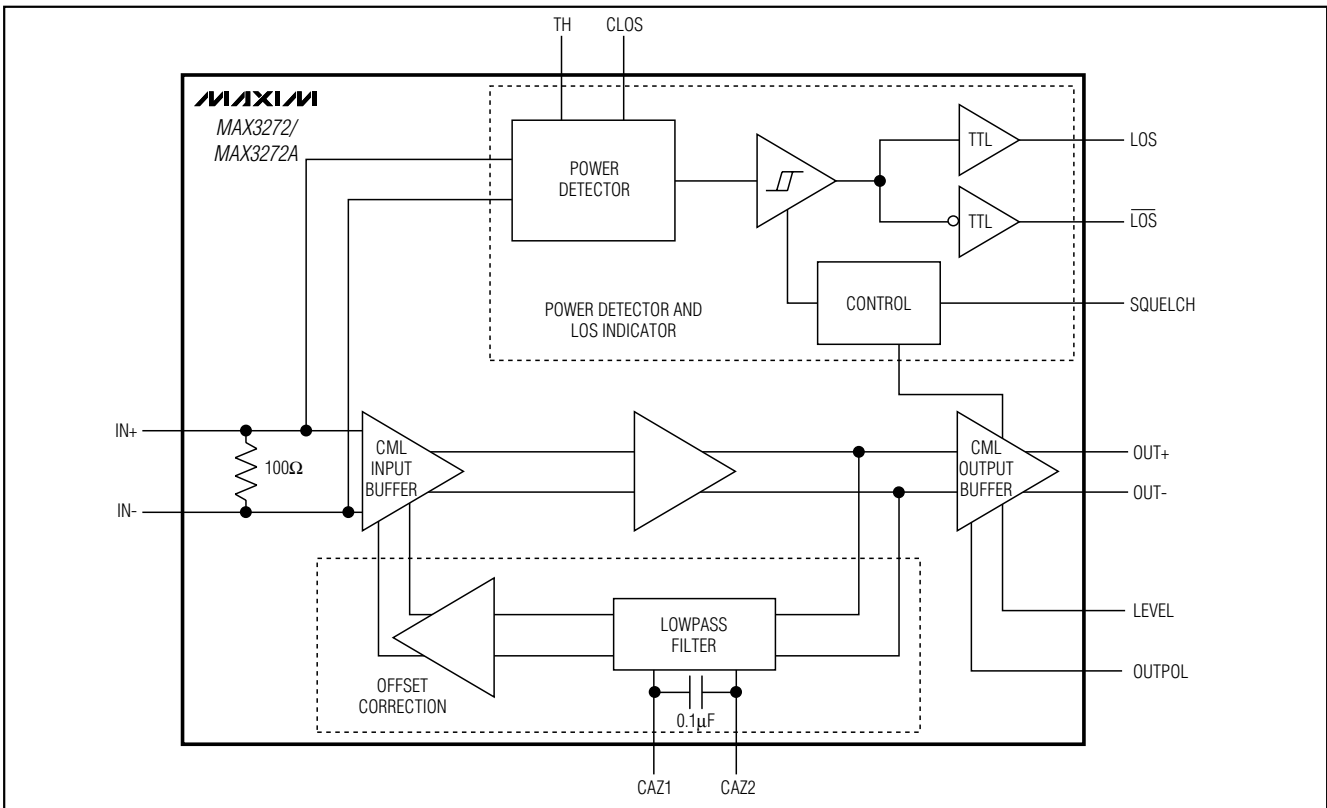 TH CLOS
MAXIM
MAX3272/
MAX3272A
POWER
DETECTOR
TTL
LOS
TTL
L̅O̅S̅
CONTROL
SQUELCH
POWER DETECTOR AND
LOS INDICATOR
IN+
100Ω
IN-
CML
INPUT
BUFFER
CML
OUTPUT
BUFFER
OUT+
OUT-
LOWPASS
FILTER
OFFSET
CORRECTION
0.1µF
LEVEL
OUTPOL
CAZ1 CAZ2